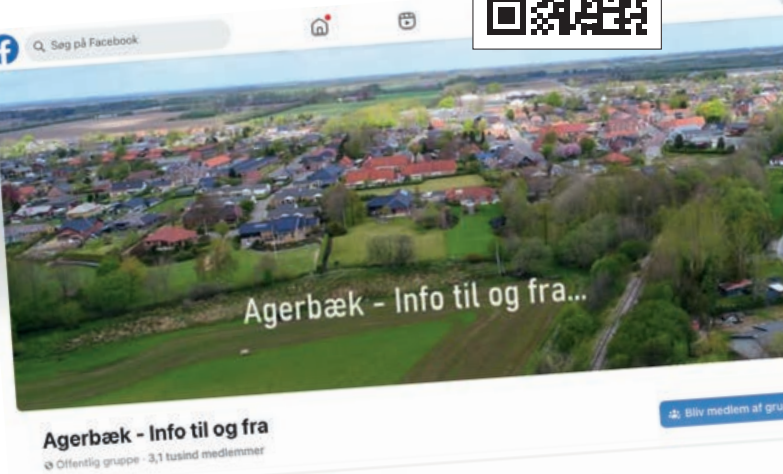 f
Søg på Facebook
Agerbæk - Info til og fra...
Agerbæk - Info til og fra
Offentlig gruppe · 3,1 tusind medlemmer
Bliv medlem af gru